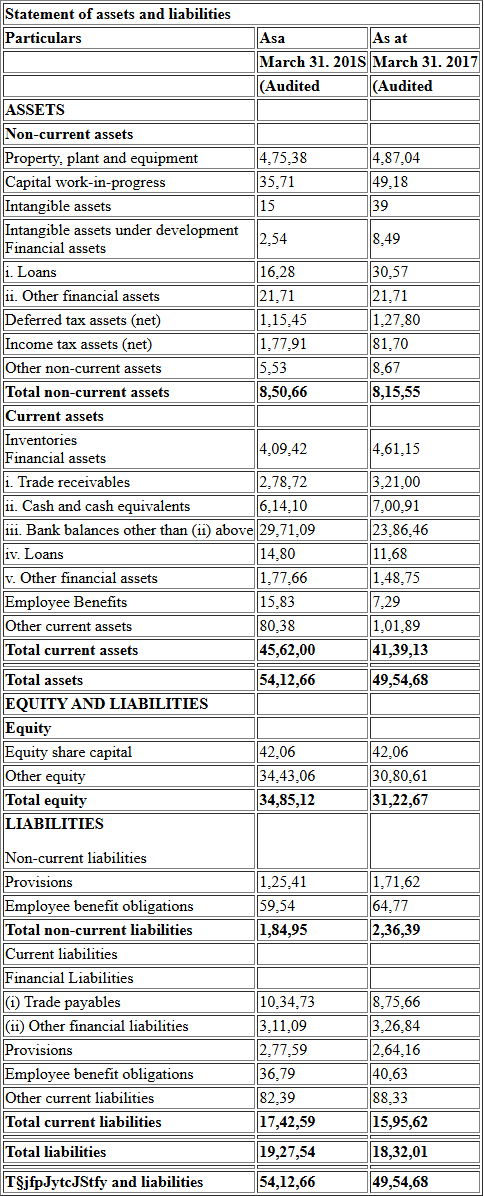 Statement of assets and liabilities
Particulars Asa As at
March 31. 201S March 31. 2017
(Audited (Audited
ASSETS
Non-current assets
Property, plant and equipment 4,75,38 4,87,04
Capital work-in-progress 35,71 49,18
Intangible assets 15 39
Intangible assets under development
Financial assets 2,54 8,49
i. Loans 16,28 30,57
ii. Other financial assets 21,71 21,71
Deferred tax assets (net) 1,15,45 1,27,80
Income tax assets (net) 1,77,91 81,70
Other non-current assets 5,53 8,67
Total non-current assets 8,50,66 8,15,55
Current assets
Inventories
Financial assets 4,09,42 4,61,15
i. Trade receivables 2,78,72 3,21,00
ii. Cash and cash equivalents 6,14,10 7,00,91
iii. Bank balances other than (ii) above 29,71,09 23,86,46
iv. Loans 14,80 11,68
v. Other financial assets 1,77,66 1,48,75
Employee Benefits 15,83 7,29
Other current assets 80,38 1,01,89
Total current assets 45,62,00 41,39,13
Total assets 54,12,66 49,54,68
EQUITY AND LIABILITIES
Equity
Equity share capital 42,06 42,06
Other equity 34,43,06 30,80,61
Total equity 34,85,12 31,22,67
LIABILITIES
Non-current liabilities
Provisions 1,25,41 1,71,62
Employee benefit obligations 59,54 64,77
Total non-current liabilities 1,84,95 2,36,39
Current liabilities
Financial Liabilities
(i) Trade payables 10,34,73 8,75,66
(ii) Other financial liabilities 3,11,09 3,26,84
Provisions 2,77,59 2,64,16
Employee benefit obligations 36,79 40,63
Other current liabilities 82,39 88,33
Total current liabilities 17,42,59 15,95,62
Total liabilities 19,27,54 18,32,01
T§jfpJytcJStfy and liabilities 54,12,66 49,54,68